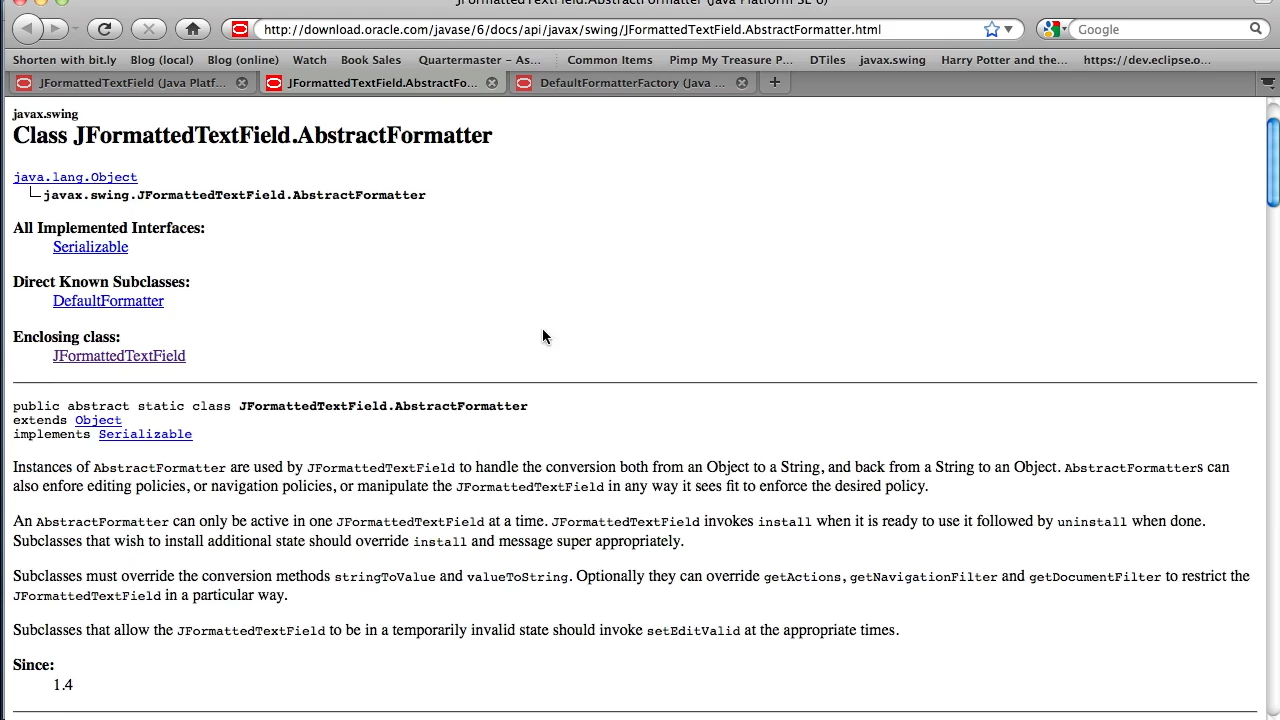 JFormattedTextField.AbstractFormatter (Java Platform SE 6)
http://download.oracle.com/javase/6/docs/api/javax/swing/JFormattedTextField.AbstractFormatter.html
Google
Shorten with bit.ly Blog (local) Blog (online) Watch Book Sales Quartermaster - As... Common Items Pimp My Treasure P... DTiles javax.swing Harry Potter and the... https://dev.eclipse.o...
JFormattedTextField (Java Platf... JFormattedTextField.AbstractFo... DefaultFormatterFactory (Java ... +
javax.swing
Class JFormattedTextField.AbstractFormatter
java.lang.Object
javax.swing.JFormattedTextField.AbstractFormatter
All Implemented Interfaces:
Serializable
Direct Known Subclasses:
DefaultFormatter
Enclosing class:
JFormattedTextField
public abstract static class JFormattedTextField.AbstractFormatter
extends Object
implements Serializable
Instances of AbstractFormatter are used by JFormattedTextField to handle the conversion both from an Object to a String, and back from a String to an Object. AbstractFormatters can
also enfore editing policies, or navigation policies, or manipulate the JFormattedTextField in any way it sees fit to enforce the desired policy.
An AbstractFormatter can only be active in one JFormattedTextField at a time. JFormattedTextField invokes install when it is ready to use it followed by uninstall when done.
Subclasses that wish to install additional state should override install and message super appropriately.
Subclasses must override the conversion methods stringToValue and valueToString. Optionally they can override getActions, getNavigationFilter and getDocumentFilter to restrict the
JFormattedTextField in a particular way.
Subclasses that allow the JFormattedTextField to be in a temporarily invalid state should invoke setEditValid at the appropriate times.
Since:
1.4